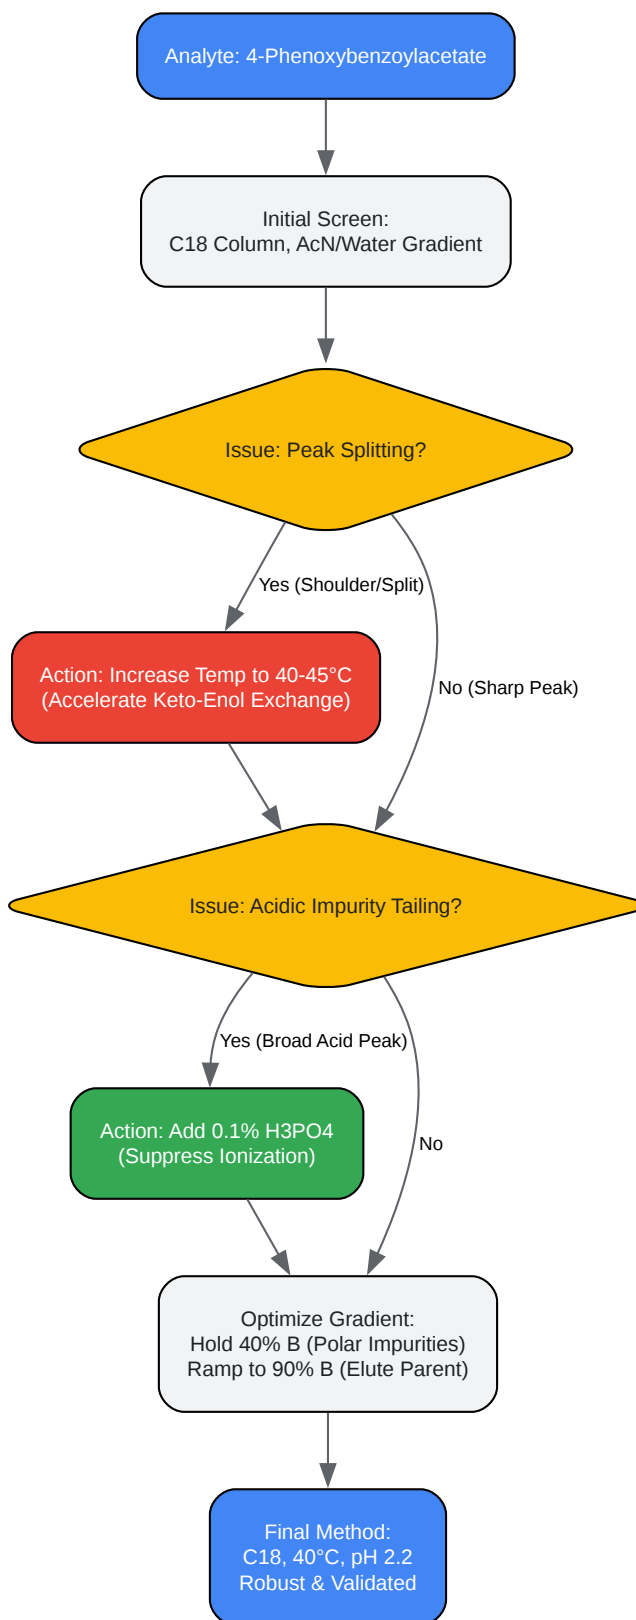 Analyte: 4-Phenoxybenzoylacetate
Initial Screen:
C18 Column, AcN/Water Gradient
Issue: Peak Splitting?
Yes (Shoulder/Split)
Action: Increase Temp to 40-45°C
(Accelerate Keto-Enol Exchange)
No (Sharp Peak)
Issue: Acidic Impurity Tailing?
Yes (Broad Acid Peak)
Action: Add 0.1% H3PO4
(Suppress Ionization)
No
Optimize Gradient:
Hold 40% B (Polar Impurities)
Ramp to 90% B (Elute Parent)
Final Method:
C18, 40°C, pH 2.2
Robust & Validated